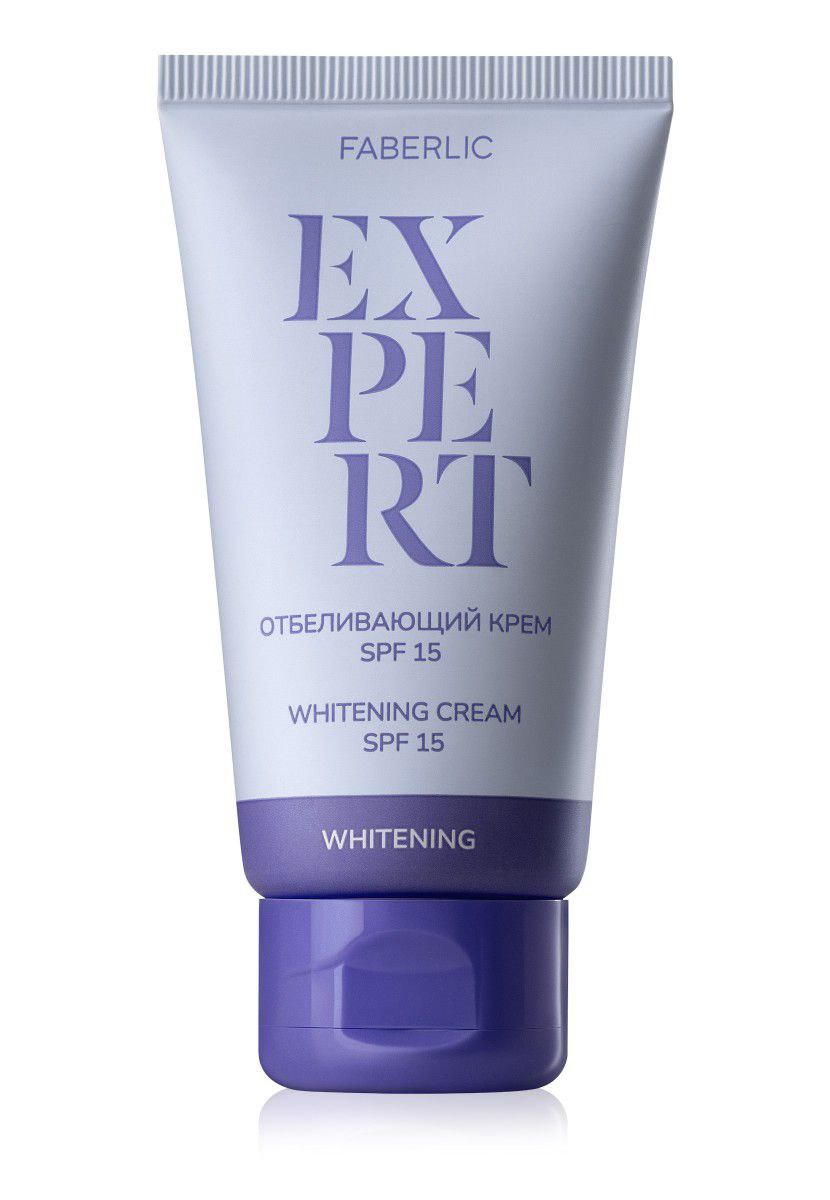 FABERLIC
EX
PE
RT
ОТБЕЛИВАЮЩИЙ КРЕМ
SPF 15
WHITENING CREAM
SPF 15
WHITENING